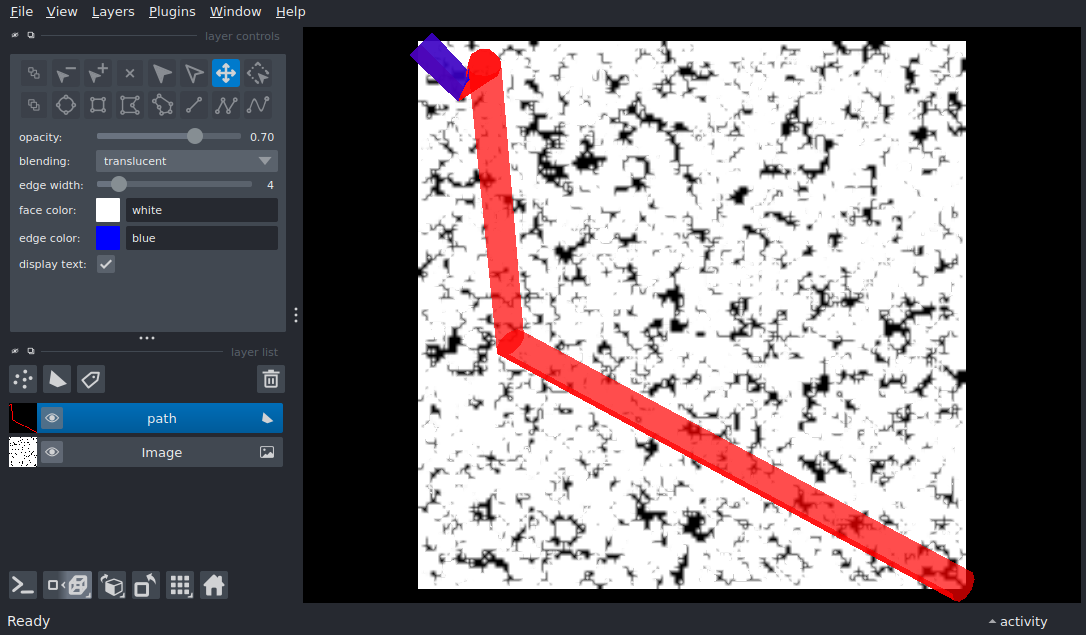 File View Layers Plugins Window Help
layer controls
opacity: 0.70
blending: translucent
edge width: 4
face color: white
edge color: blue
display text:
layer list
path
Image
Ready activity